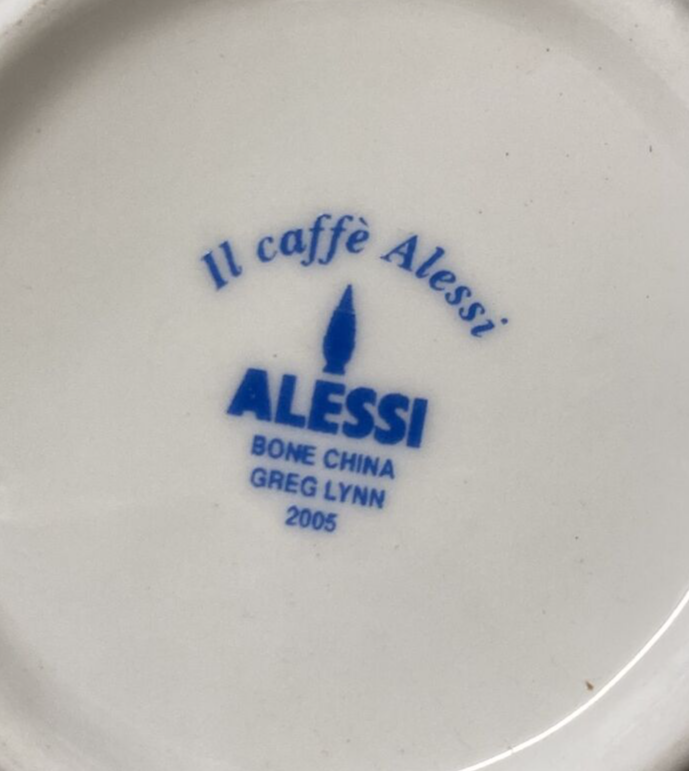 Il caffè Alessi
ALESSI
BONE CHINA
GREG LYNN
2005